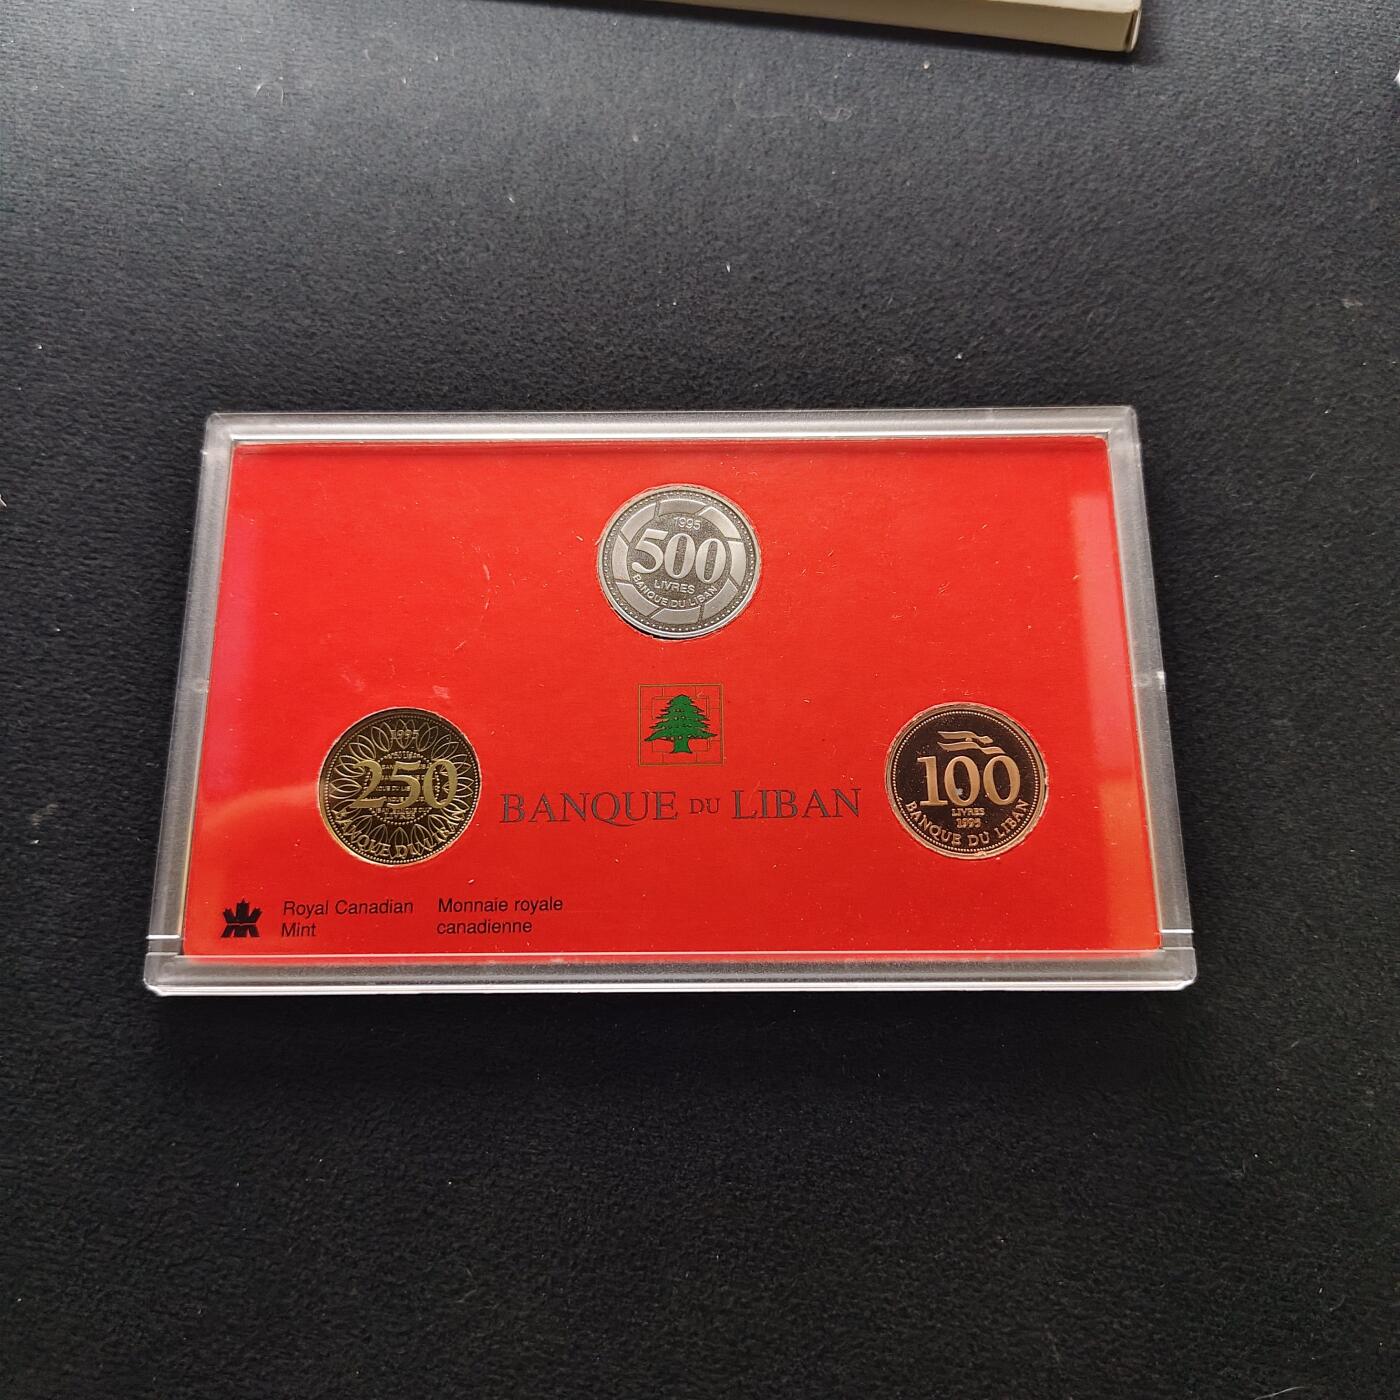 1995
500
LIVRES
BANQUE DU LIBAN
1995
250
BANQUE DU LIBAN
BANQUE DU LIBAN
100
LIVRES
1995
BANQUE DU LIBAN
Royal Canadian Mint
Monnaie royale canadienne